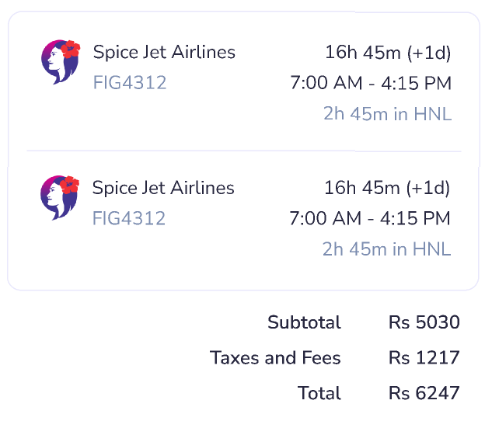 Spice Jet Airlines 16h 45m (+1d)
FIG4312 7:00 AM - 4:15 PM
2h 45m in HNL
Spice Jet Airlines 16h 45m (+1d)
FIG4312 7:00 AM - 4:15 PM
2h 45m in HNL
Subtotal Rs 5030
Taxes and Fees Rs 1217
Total Rs 6247